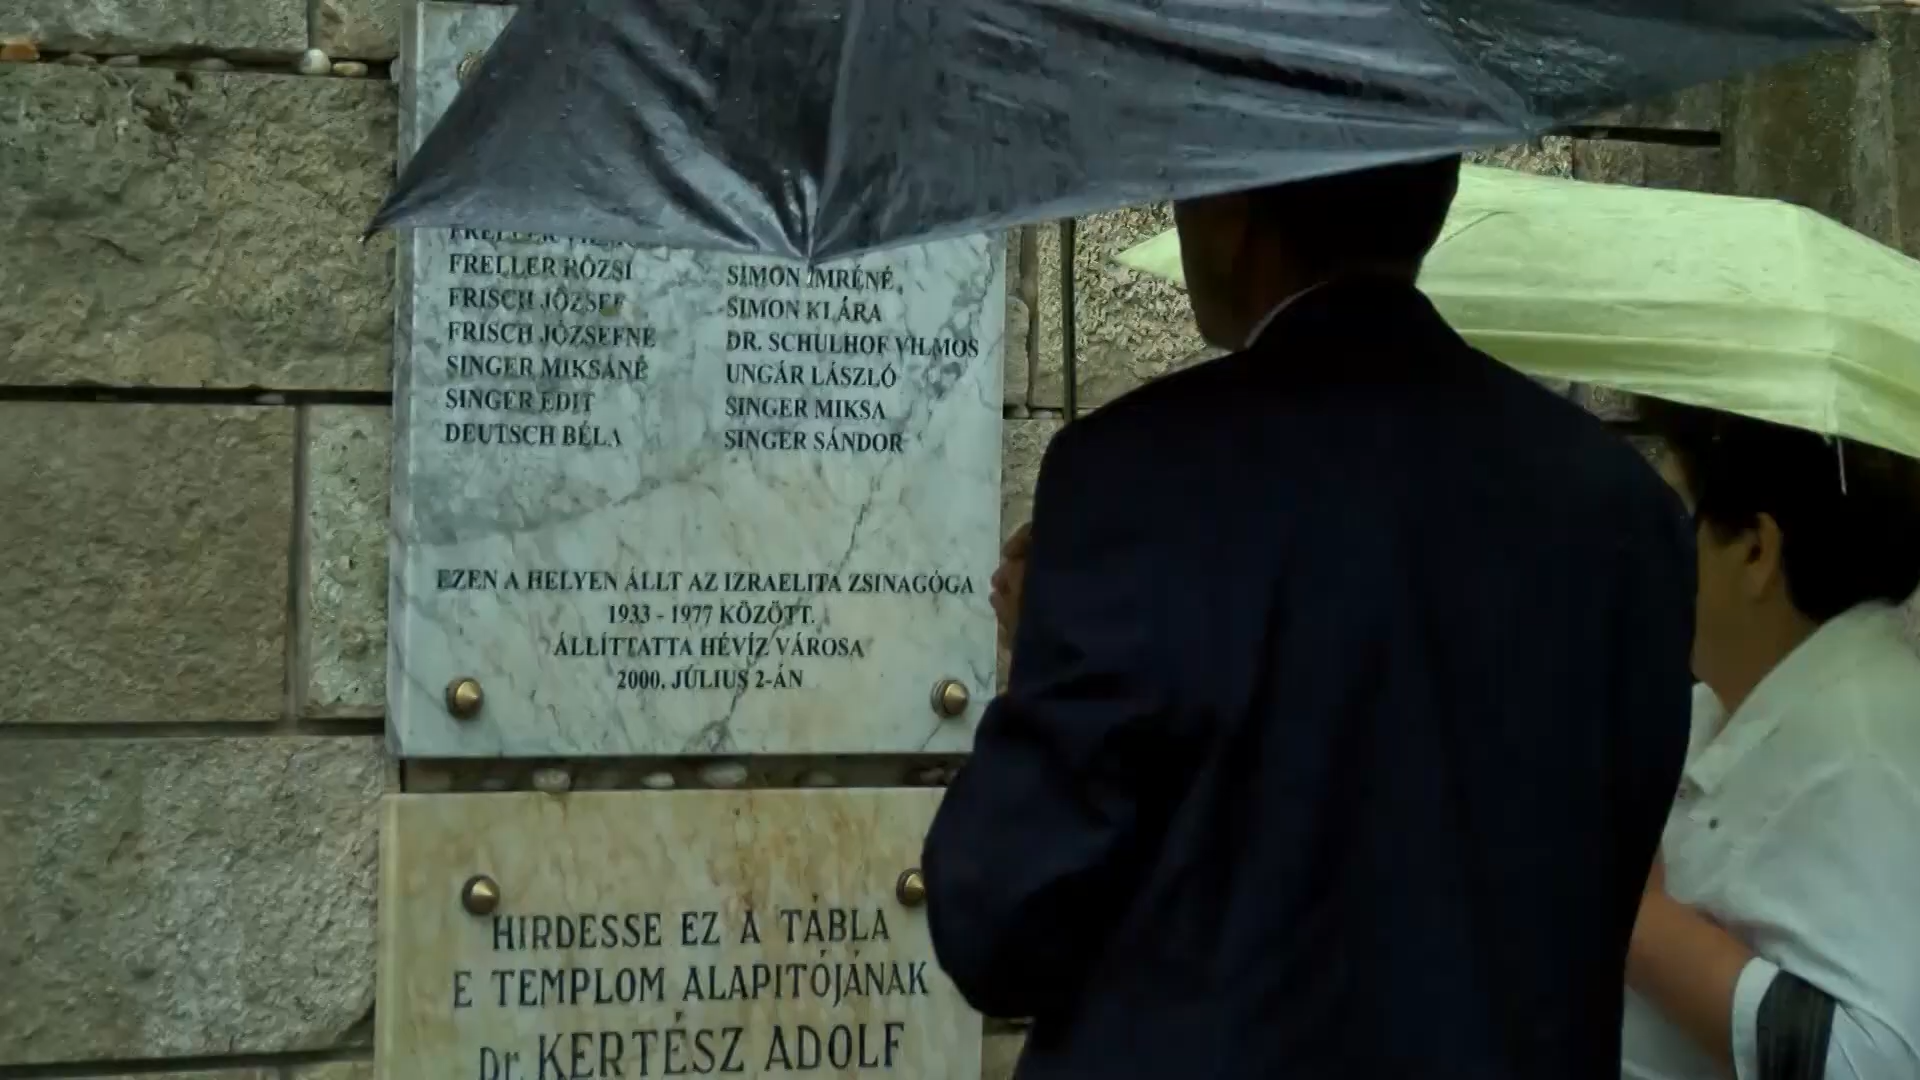 FRELLER RÓZSI
FRISCH JÓZSEF
FRISCH JÓZSEFNÉ
SINGER MIKSÁNÉ
SINGER EDIT
DEUTSCH BÉLA
SIMON IMRÉNÉ
SIMON KLÁRA
DR. SCHULHOF VILMOS
UNGÁR LÁSZLÓ
SINGER MIKSA
SINGER SÁNDOR
EZEN A HELYEN ÁLLT AZ IZRAELITA ZSINAGÓGA
1933 - 1977 KÖZÖTT.
ÁLLÍTTATTA HÉVÍZ VÁROSA
2000. JÚLIUS 2-ÁN
HIRDESSE EZ A TÁBLA
E TEMPLOM ALAPITÓJÁNAK
Dr. KERTÉSZ ADOLF